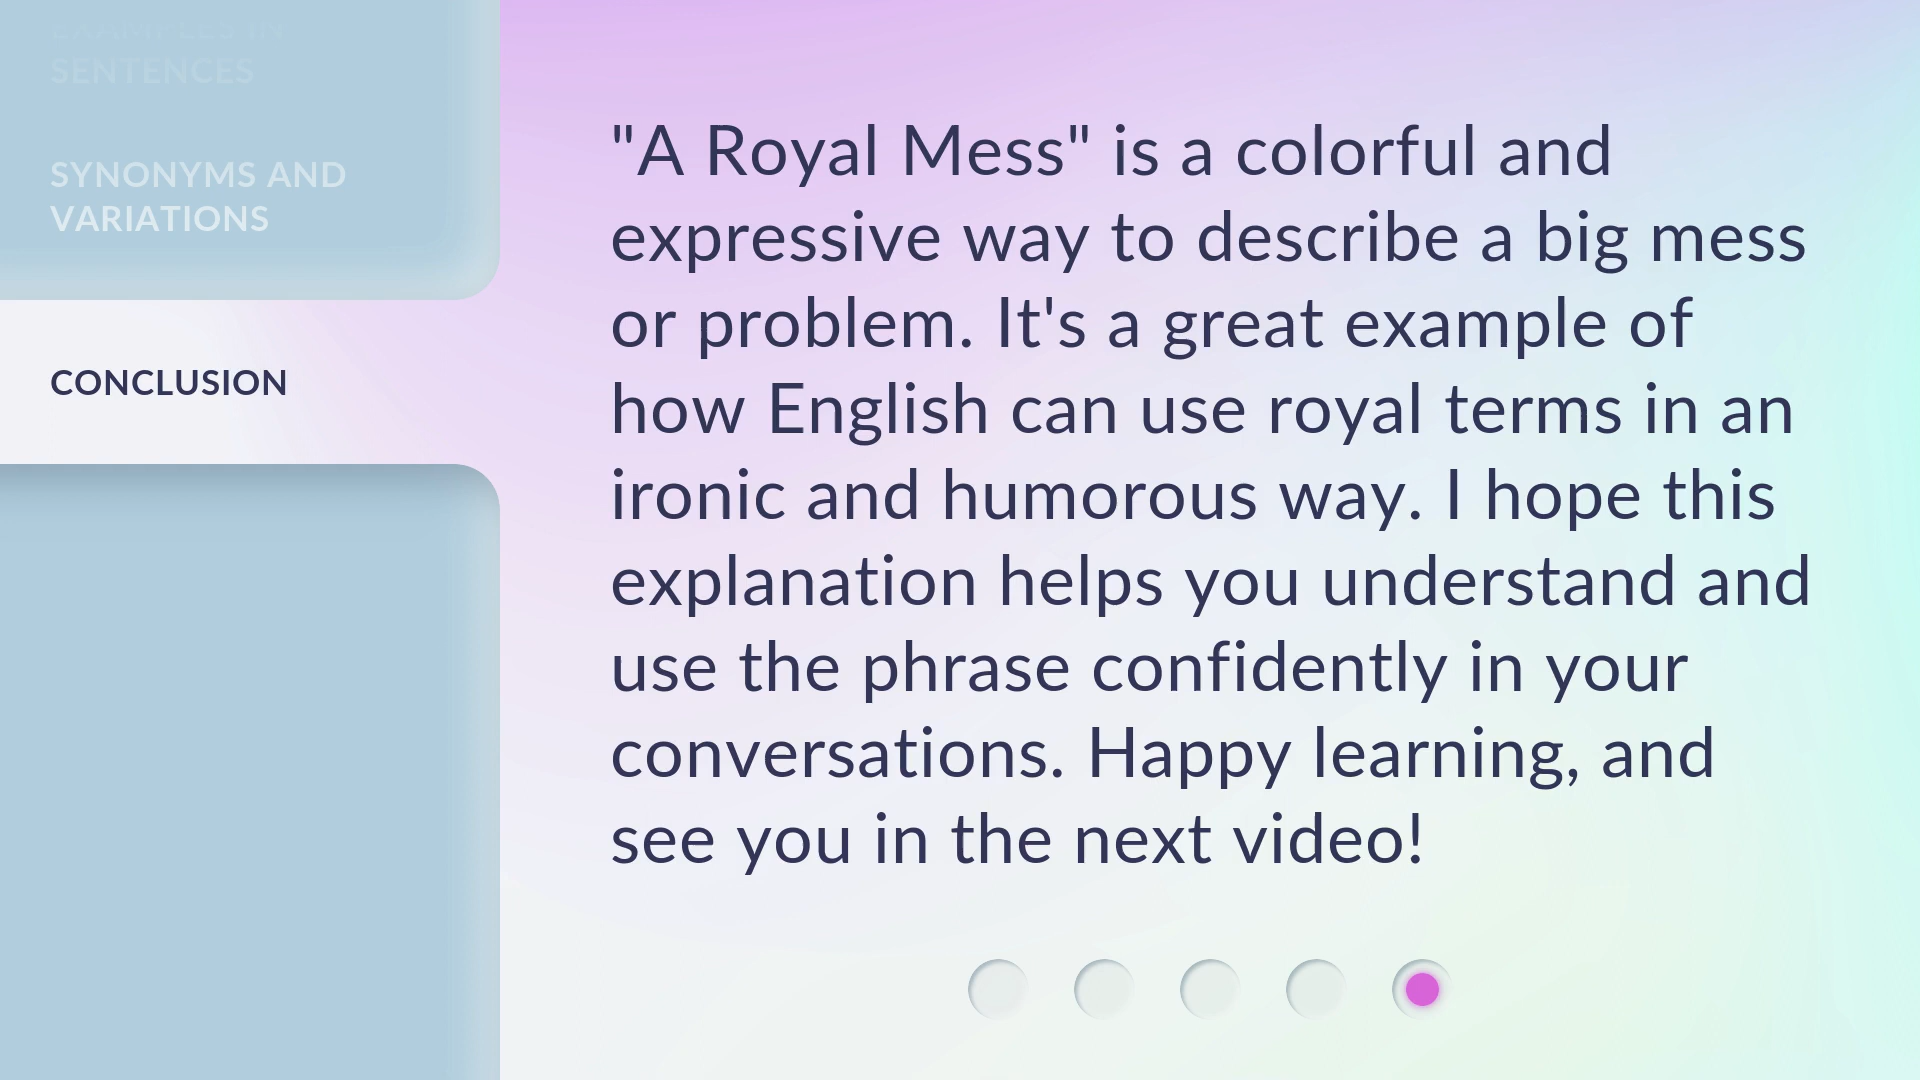 EXAMPLES IN
SENTENCES
SYNONYMS AND
VARIATIONS
CONCLUSION
"A Royal Mess" is a colorful and
expressive way to describe a big mess
or problem. It's a great example of
how English can use royal terms in an
ironic and humorous way. I hope this
explanation helps you understand and
use the phrase confidently in your
conversations. Happy learning, and
see you in the next video!